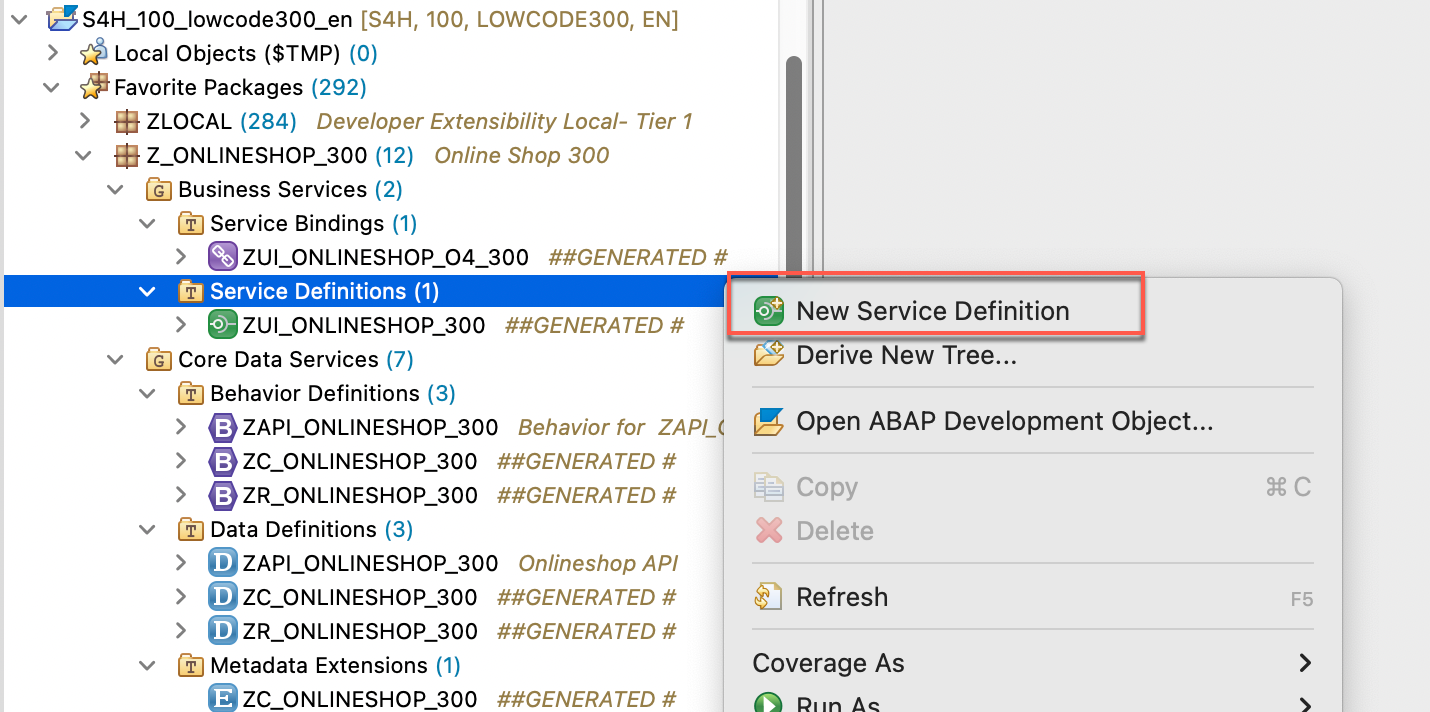 S4H_100_lowcode300_en [S4H, 100, LOWCODE300, EN]
Local Objects ($TMP) (0)
Favorite Packages (292)
ZLOCAL (284) Developer Extensibility Local- Tier 1
Z_ONLINESHOP_300 (12) Online Shop 300
G Business Services (2)
T Service Bindings (1)
ZUI_ONLINESHOP_O4_300 ##GENERATED #
T Service Definitions (1)
ZUI_ONLINESHOP_300 ##GENERATED #
G Core Data Services (7)
T Behavior Definitions (3)
B ZAPI_ONLINESHOP_300 Behavior for ZAPI_
B ZC_ONLINESHOP_300 ##GENERATED #
B ZR_ONLINESHOP_300 ##GENERATED #
T Data Definitions (3)
D ZAPI_ONLINESHOP_300 Onlineshop API
D ZC_ONLINESHOP_300 ##GENERATED #
D ZR_ONLINESHOP_300 ##GENERATED #
T Metadata Extensions (1)
E ZC_ONLINESHOP_300 ##GENERATED #
New Service Definition
Derive New Tree...
Open ABAP Development Object...
Copy ⌘ C
Delete
Refresh F5
Coverage As
Run As